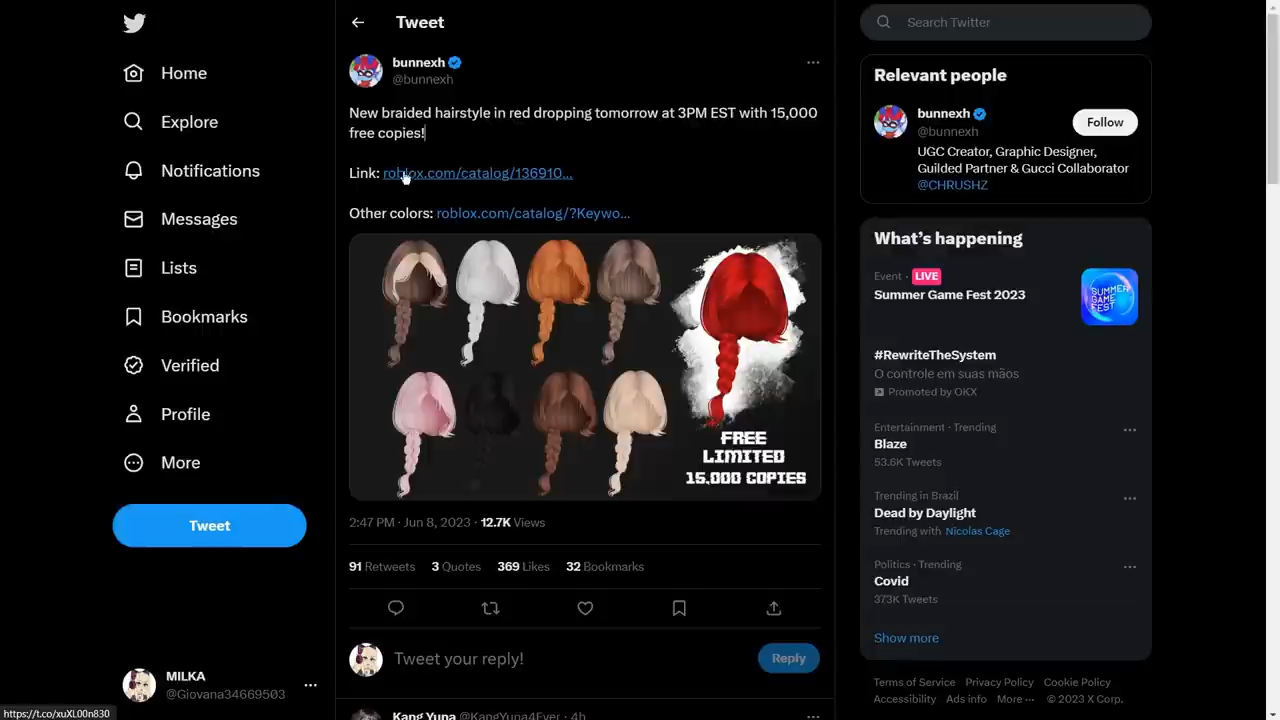 Home
Explore
Notifications
Messages
Lists
Bookmarks
Verified
Profile
More
Tweet
MILKA
@Giovana34669503
https://t.co/xuXL00n830
Tweet
bunnexh
@bunnexh
New braided hairstyle in red dropping tomorrow at 3PM EST with 15,000
free copies!
Link: roblox.com/catalog/136910...
Other colors: roblox.com/catalog/?Keywo...
FREE
LIMITED
15,000 COPIES
2:47 PM · Jun 8, 2023 · 12.7K Views
91 Retweets 3 Quotes 369 Likes 32 Bookmarks
Tweet your reply!
Reply
Kang Yuna @KangYuna4Ever · 4h
Search Twitter
Relevant people
bunnexh
@bunnexh
Follow
UGC Creator, Graphic Designer,
Guilded Partner & Gucci Collaborator
@CHRUSHZ
What's happening
Event · LIVE
Summer Game Fest 2023
SUMMER
GAME
FEST
#RewriteTheSystem
O controle em suas mãos
Promoted by OKX
Entertainment · Trending
Blaze
53.6K Tweets
Trending in Brazil
Dead by Daylight
Trending with Nicolas Cage
Politics · Trending
Covid
373K Tweets
Show more
Terms of Service Privacy Policy Cookie Policy
Accessibility Ads info More ··· © 2023 X Corp.